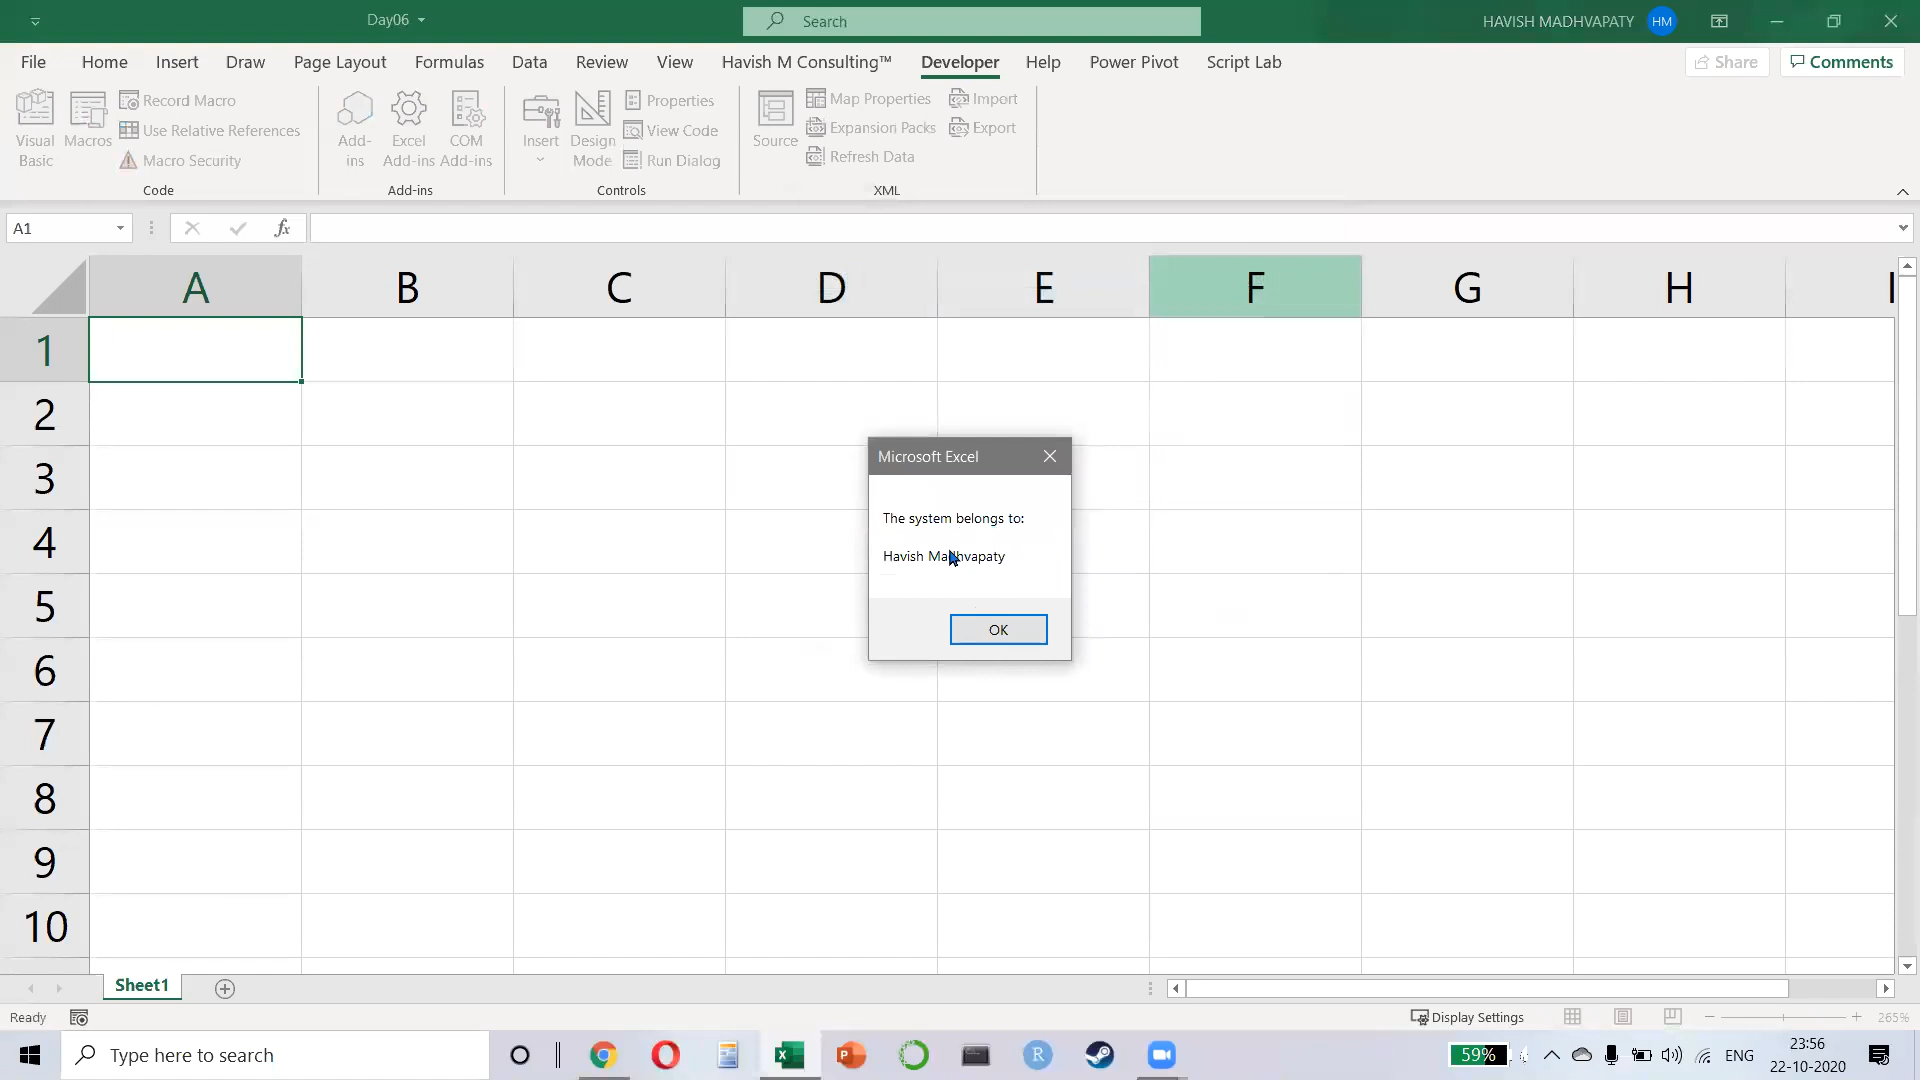 Day06
Search
HAVISH MADHVAPATY
HM
File Home Insert Draw Page Layout Formulas Data Review View Havish M Consulting™ Developer Help Power Pivot Script Lab
Share
Comments
Visual Basic
Macros
Record Macro
Use Relative References
Macro Security
Code
Add-ins
Excel Add-ins
COM Add-ins
Add-ins
Insert
Design Mode
Properties
View Code
Run Dialog
Controls
Source
Map Properties
Expansion Packs
Refresh Data
Import
Export
XML
A1
fx
A B C D E F G H I
1
2
3
4
5
6
7
8
9
10
Microsoft Excel
The system belongs to:
Havish Madhvapaty
OK
Sheet1
Ready
Display Settings
265%
Type here to search
R
59%
ENG
23:56
22-10-2020